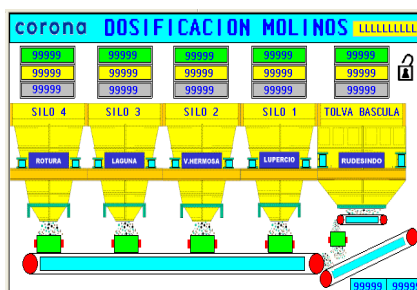 corona DOSIFICACION MOLINOS LLLLLLLLLL
99999 99999 99999 99999 99999
99999 99999 99999 99999 99999
99999 99999 99999 99999 99999
SILO 4 SILO 3 SILO 2 SILO 1 TOLVA BASCULA
ROTURA LAGUNA V.HERMOSA LUPERCIO RUDESINDO
99999 99999